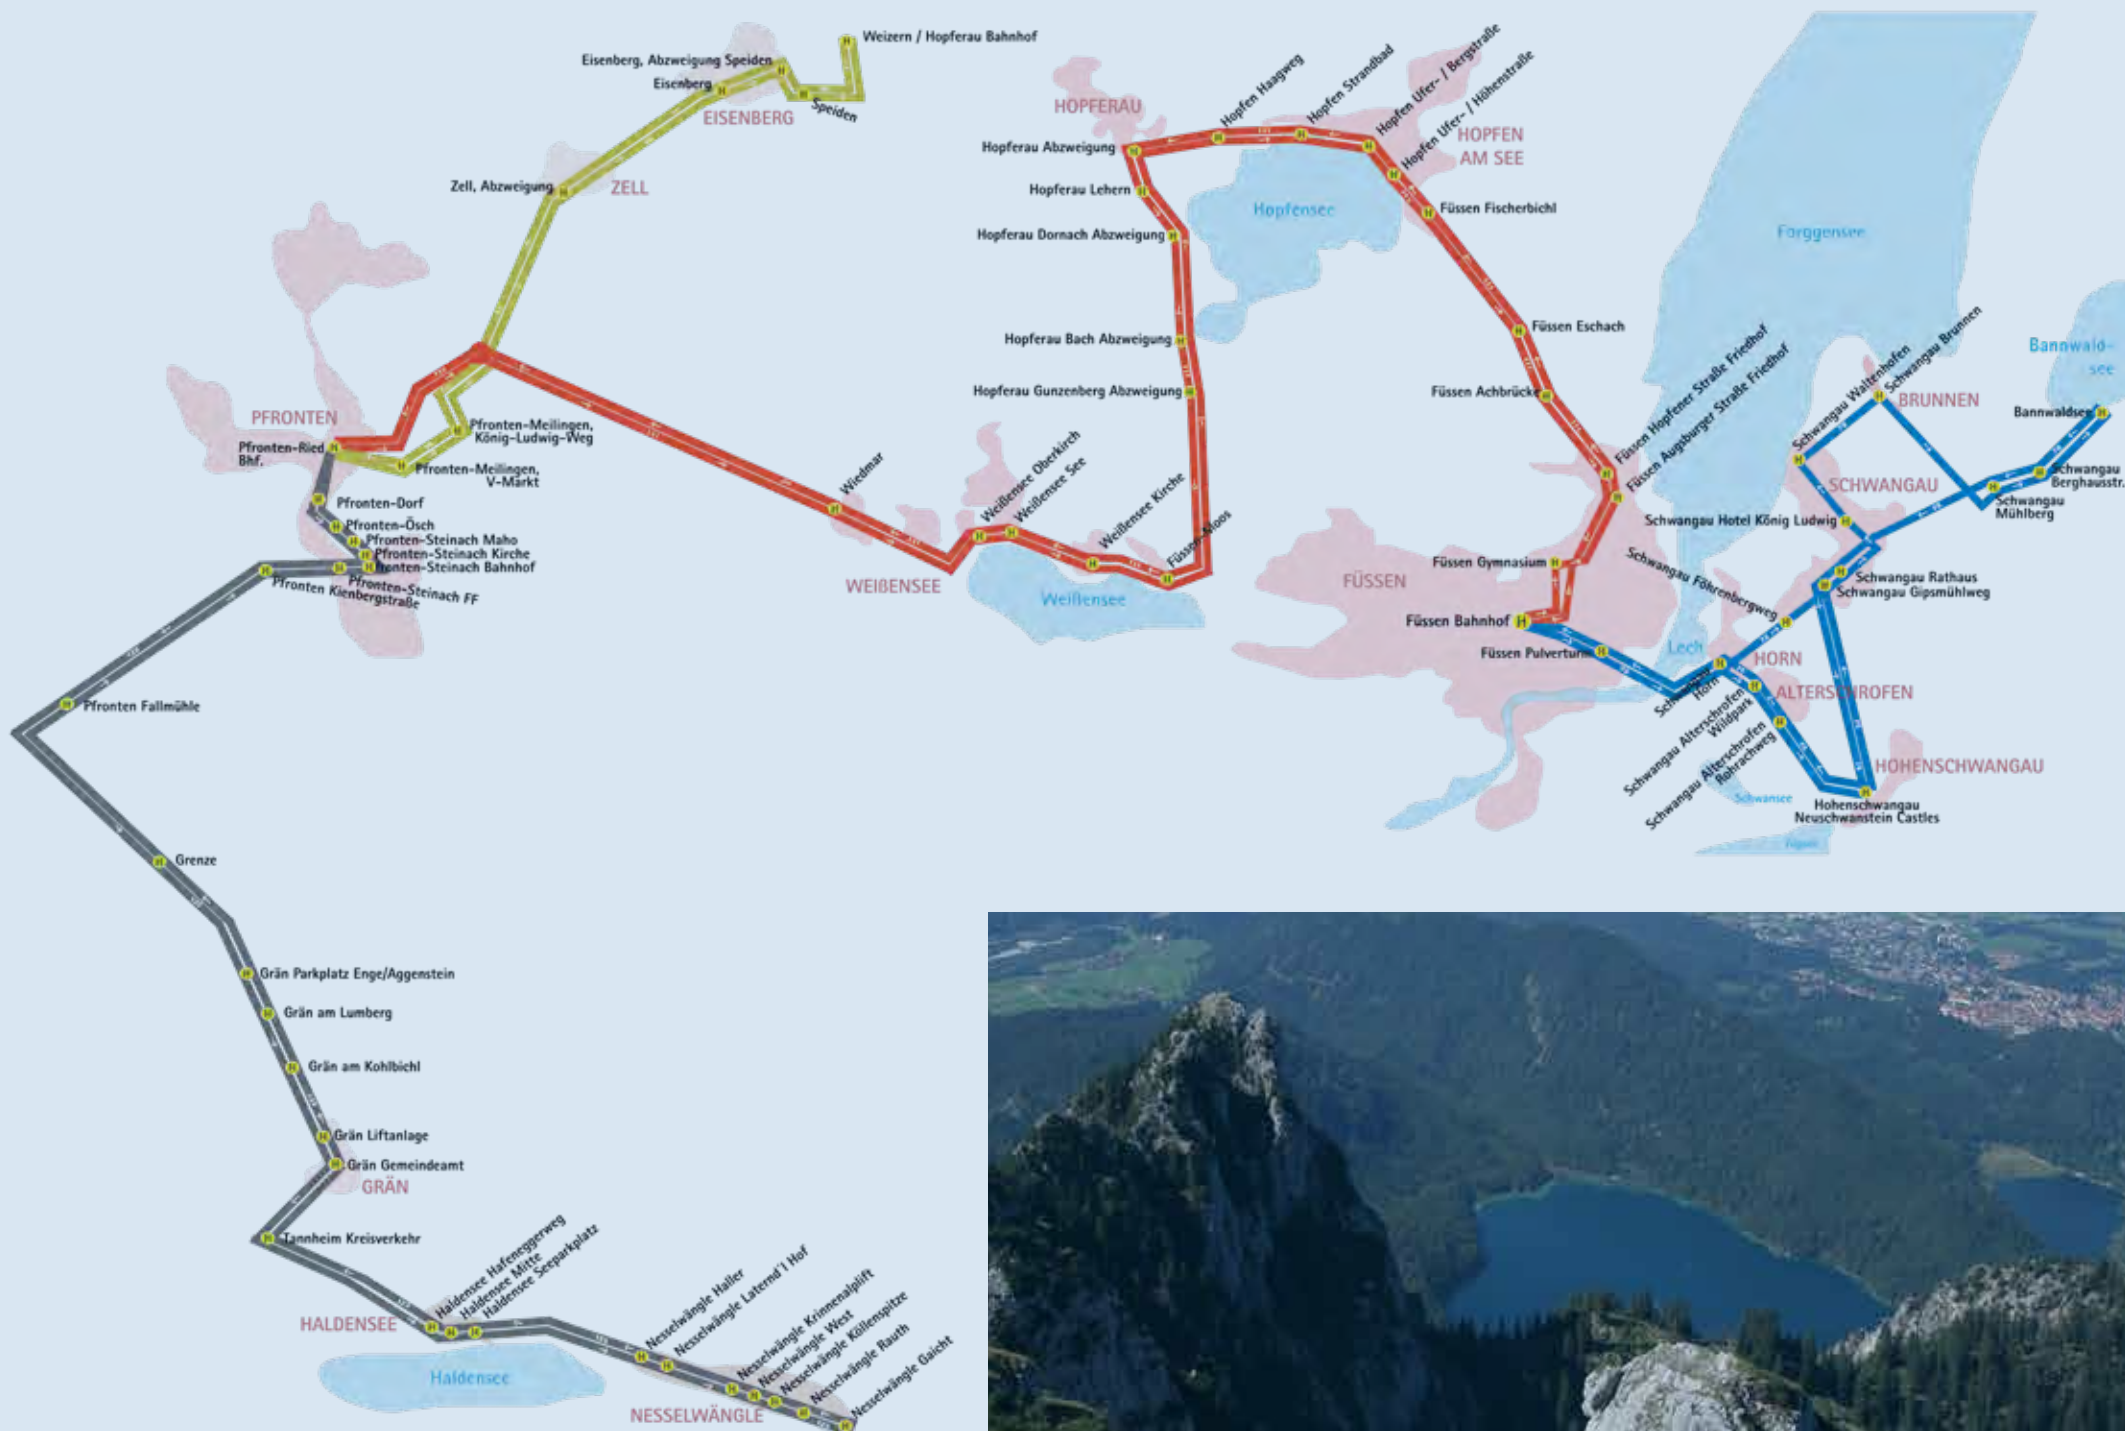 Weizern / Hopferau Bahnhof
Eisenberg, Abzweigung Speiden
Eisenberg
Speiden
EISENBERG
Zell, Abzweigung
ZELL
HOPFERAU
Hopferau Abzweigung
Hopfen Haagweg
Hopfen Strandbad
Hopfen Ufer- / Bergstraße
Hopfen Ufer- / Höhenstraße
HOPFEN
AM SEE
Hopferau Lehern
Hopfensee
Füssen Fischerbichl
Hopferau Dornach Abzweigung
Forggensee
Füssen Eschach
Hopferau Bach Abzweigung
Füssen Achbrücke
Hopferau Gunzenberg Abzweigung
Füssen Hopfener Straße Friedhof
Füssen Augsburger Straße Friedhof
Schwangau Waltenhofen
Schwangau Brunnen
BRUNNEN
Bannwald-
see
Bannwaldsee
PFRONTEN
Pfronten-Ried
Bhf.
Pfronten-Meilingen,
König-Ludwig-Weg
Pfronten-Meilingen,
V-Markt
Pfronten-Dorf
Pfronten-Ösch
Pfronten-Steinach Maho
Pfronten-Steinach Kirche
Pfronten-Steinach Bahnhof
Pfronten-Steinach FF
Pfronten Kienbergstraße
Wiedmar
Weißensee Oberkirch
Weißensee See
Weißensee Kirche
Füssen-Moos
WEIßENSEE
Weißensee
SCHWANGAU
Schwangau
Berghausstr.
Schwangau
Mühlberg
Schwangau Hotel König Ludwig
Füssen Gymnasium
FÜSSEN
Schwangau Föhrenbergweg
Schwangau Rathaus
Schwangau Gipsmühlweg
Füssen Bahnhof
Füssen Pulverturm
Lech
HORN
Schwangau
Horn
ALTERSCHROFEN
Schwangau Alterschrofen
Wildpark
Schwangau Alterschrofen
Rohrachweg
HOHENSCHWANGAU
Schwansee
Hohenschwangau
Neuschwanstein Castles
Pfronten Fallmühle
Grenze
Grän Parkplatz Enge/Aggenstein
Grän am Lumberg
Grän am Kohlbichl
Grän Liftanlage
Grän Gemeindeamt
GRÄN
Tannheim Kreisverkehr
Haldensee Hafeneggerweg
Haldensee Mitte
Haldensee Seeparkplatz
HALDENSEE
Haldensee
Nesselwängle Haller
Nesselwängle Laternd´l Hof
Nesselwängle Krinnenalplift
Nesselwängle West
Nesselwängle Köllenspitze
Nesselwängle Rauth
Nesselwängle Gaicht
NESSELWÄNGLE